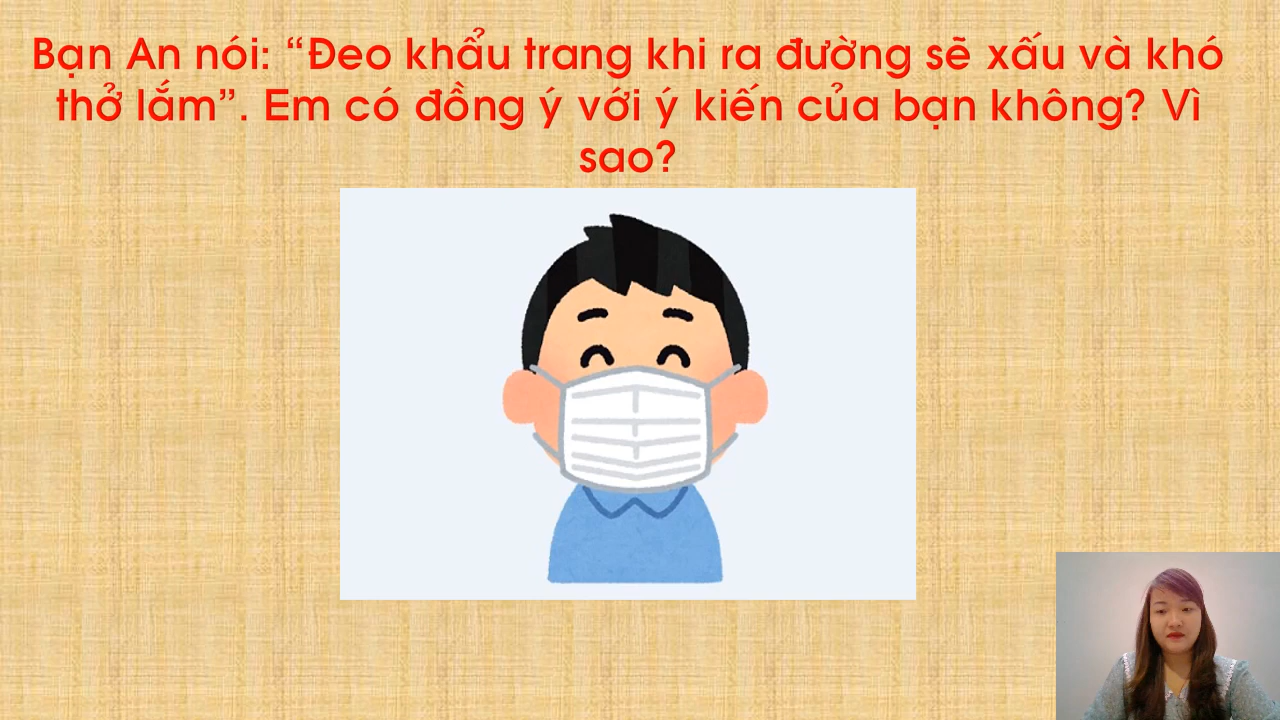 Bạn An nói: “Đeo khẩu trang khi ra đường sẽ xấu và khó
thở lắm”. Em có đồng ý với ý kiến của bạn không? Vì
sao?